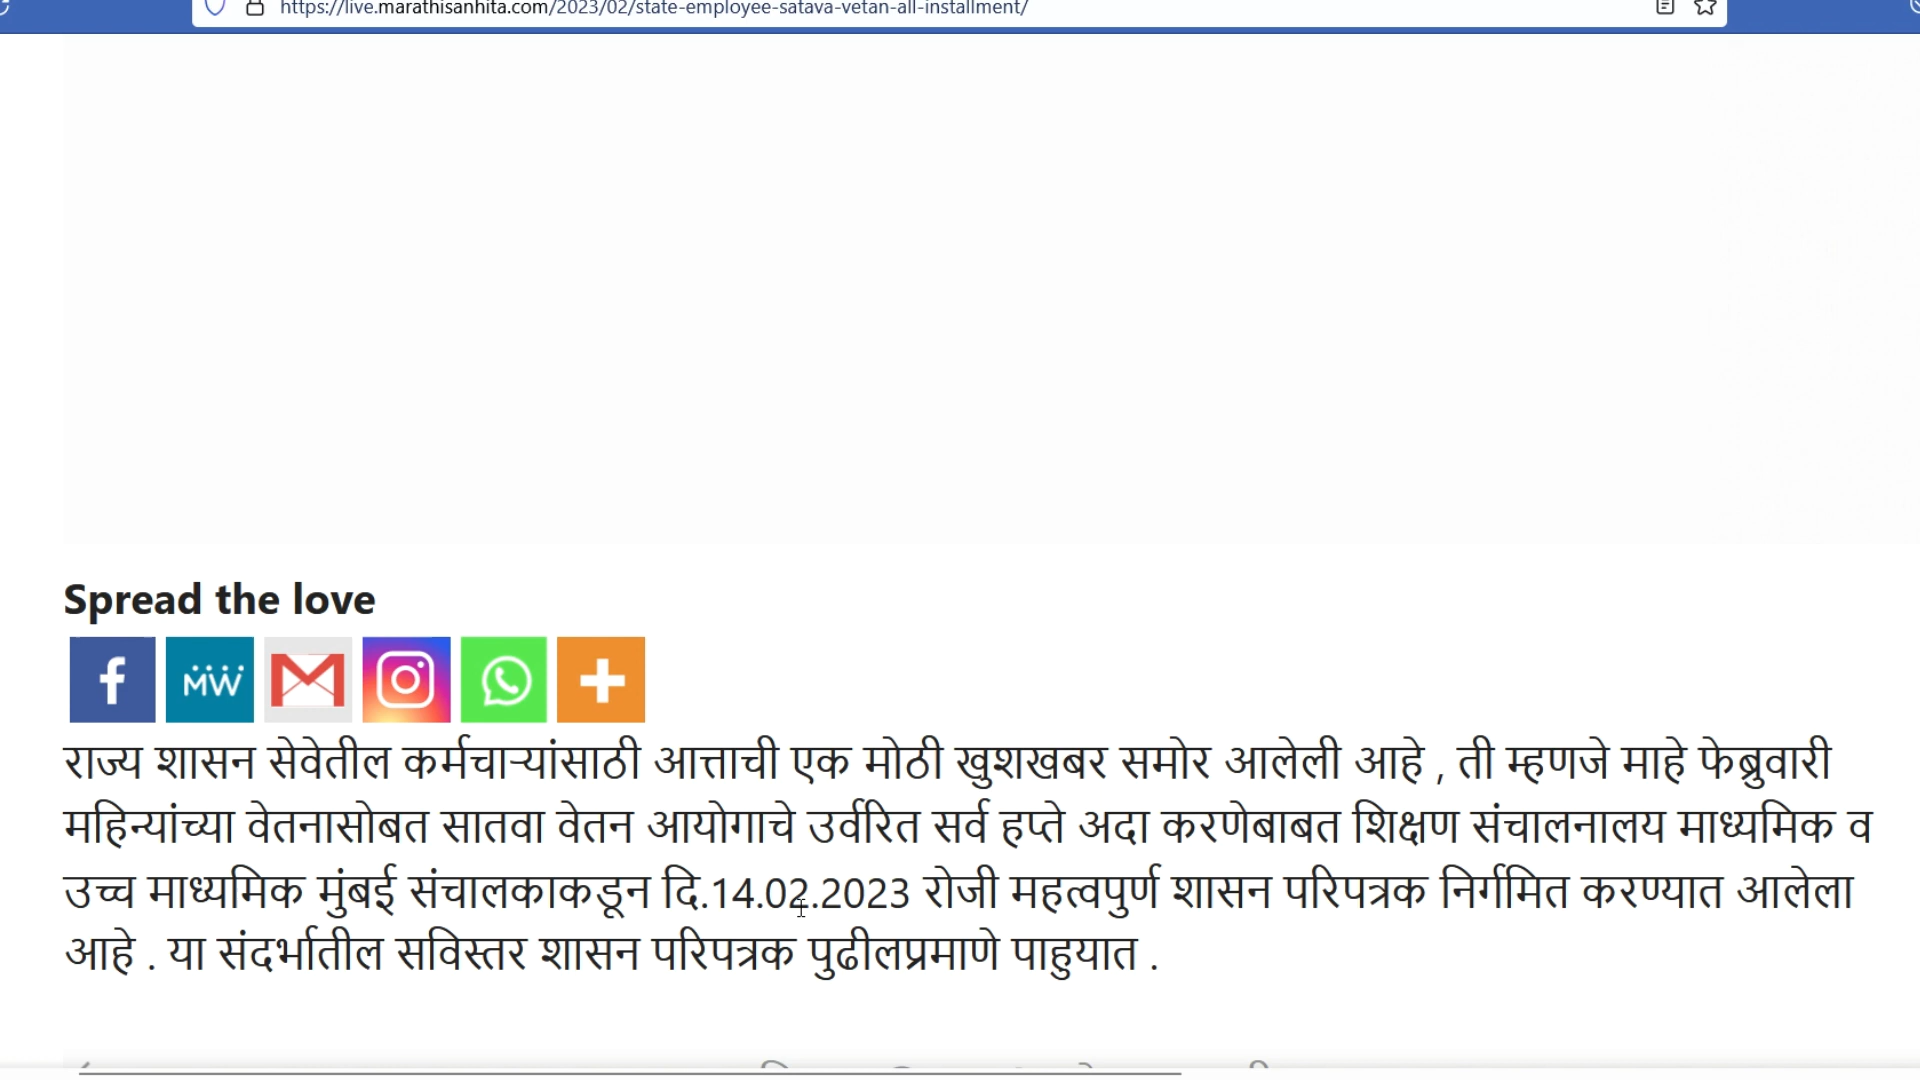 https://live.marathisanhita.com/2023/02/state-employee-satava-vetan-all-installment/
Spread the love
f MW M
राज्य शासन सेवेतील कर्मचाऱ्यांसाठी आत्ताची एक मोठी खुशखबर समोर आलेली आहे , ती म्हणजे माहे फेब्रुवारी
महिन्यांच्या वेतनासोबत सातवा वेतन आयोगाचे उर्वरित सर्व हप्ते अदा करणेबाबत शिक्षण संचालनालय माध्यमिक व
उच्च माध्यमिक मुंबई संचालकाकडून दि.14.02.2023 रोजी महत्वपुर्ण शासन परिपत्रक निर्गमित करण्यात आलेला
आहे . या संदर्भातील सविस्तर शासन परिपत्रक पुढीलप्रमाणे पाहुयात .